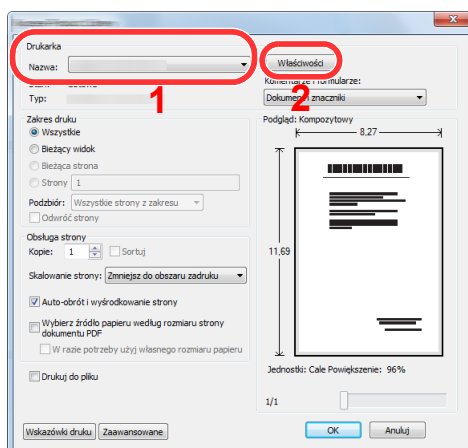 Drukarka
Nazwa:
Właściwości
1
2
Komentarze i formularze:
Typ:
Dokument i znaczniki
Zakres druku
Wszystkie
Bieżący widok
Bieżąca strona
Strony 1
Podzbiór: Wszystkie strony z zakresu
Odwróć strony
Podgląd: Kompozytowy
8,27
11,69
Obsługa strony
Kopie: 1 Sortuj
Skalowanie strony: Zmniejsz do obszaru zadruku
Auto-obrót i wyśrodkowanie strony
Wybierz źródło papieru według rozmiaru strony
dokumentu PDF
W razie potrzeby użyj własnego rozmiaru papieru
Drukuj do pliku
Jednostki: Cale Powiększenie: 96%
1/1
Wskazówki druku Zaawansowane
OK Anuluj